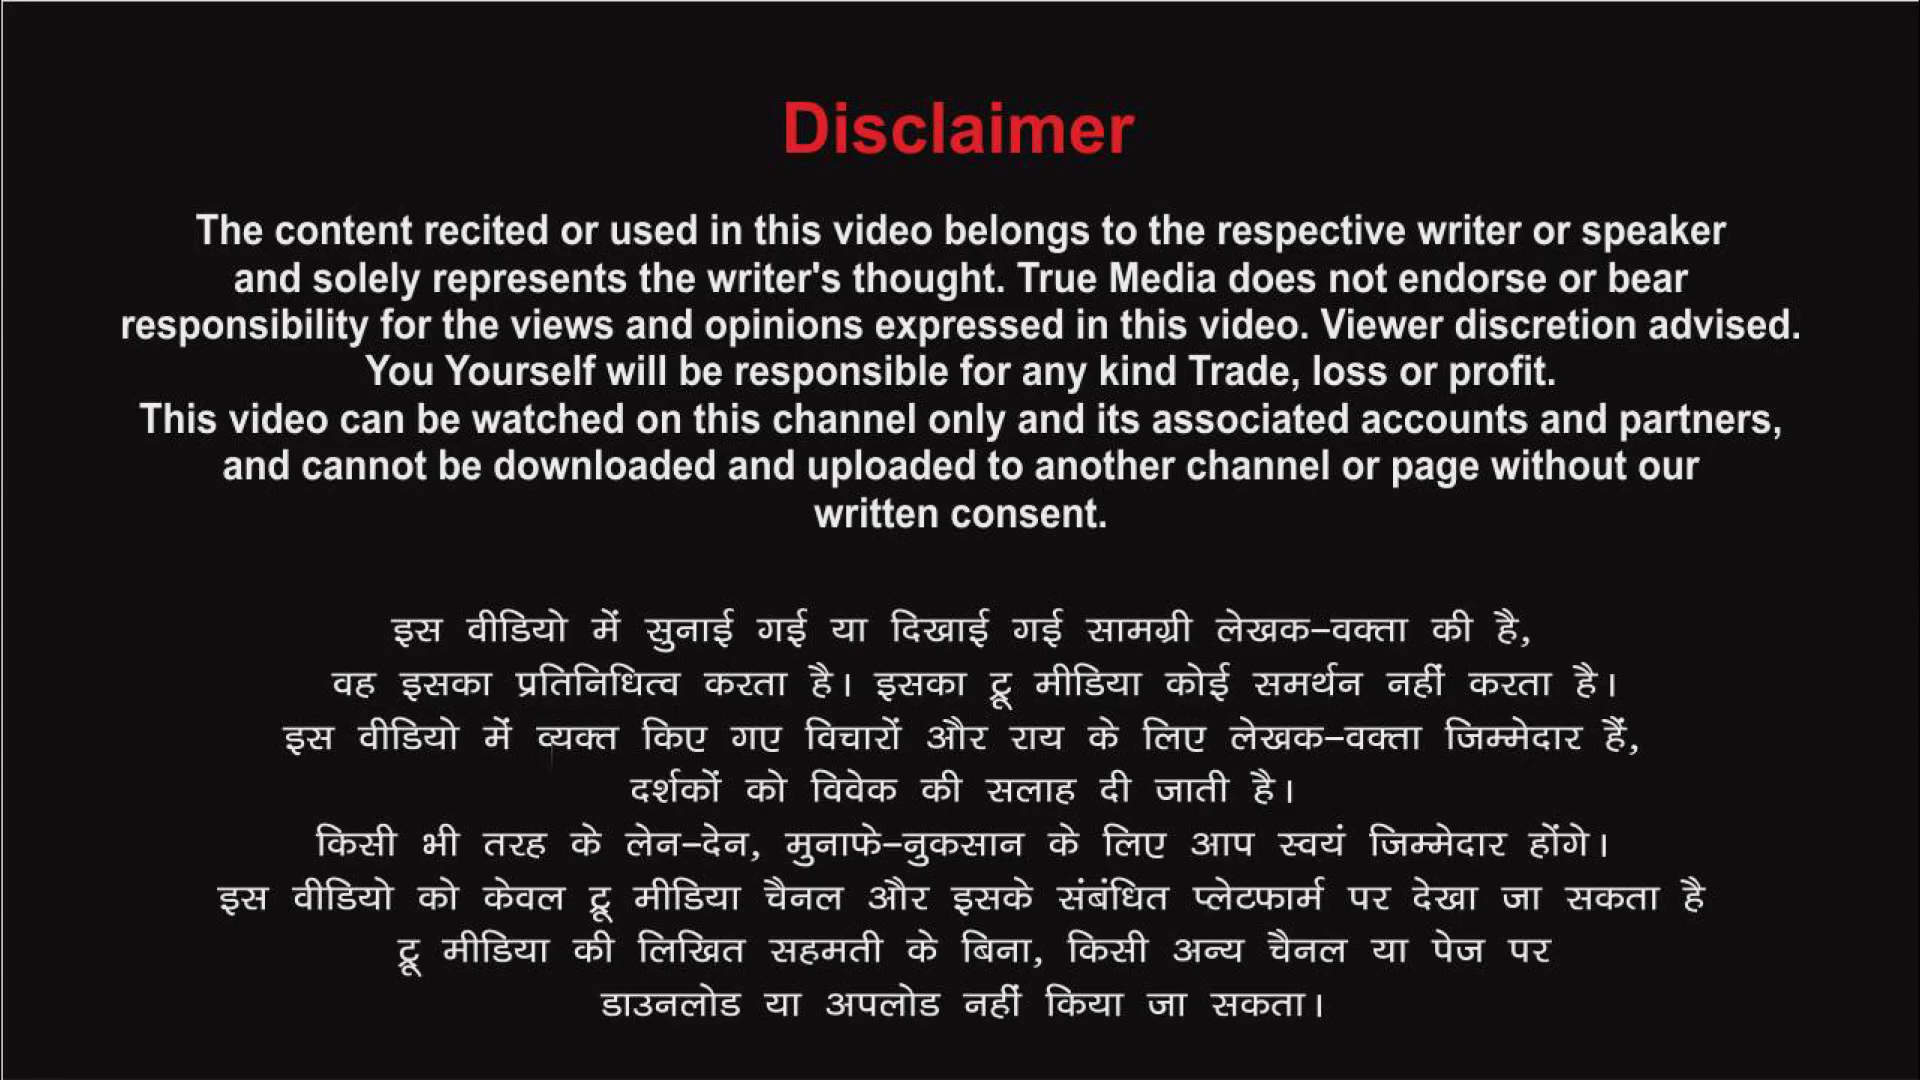 Disclaimer
The content recited or used in this video belongs to the respective writer or speaker
and solely represents the writer's thought. True Media does not endorse or bear
responsibility for the views and opinions expressed in this video. Viewer discretion advised.
You Yourself will be responsible for any kind Trade, loss or profit.
This video can be watched on this channel only and its associated accounts and partners,
and cannot be downloaded and uploaded to another channel or page without our
written consent.
इस वीडियो में सुनाई गई या दिखाई गई सामग्री लेखक–वक्ता की है,
वह इसका प्रतिनिधित्व करता है। इसका ट्रू मीडिया कोई समर्थन नहीं करता है।
इस वीडियो में व्यक्त किए गए विचारों और राय के लिए लेखक–वक्ता जिम्मेदार हैं,
दर्शकों को विवेक की सलाह दी जाती है।
किसी भी तरह के लेन–देन, मुनाफे–नुकसान के लिए आप स्वयं जिम्मेदार होंगे।
इस वीडियो को केवल ट्रू मीडिया चैनल और इसके संबंधित प्लेटफार्म पर देखा जा सकता है
ट्रू मीडिया की लिखित सहमती के बिना, किसी अन्य चैनल या पेज पर
डाउनलोड या अपलोड नहीं किया जा सकता।